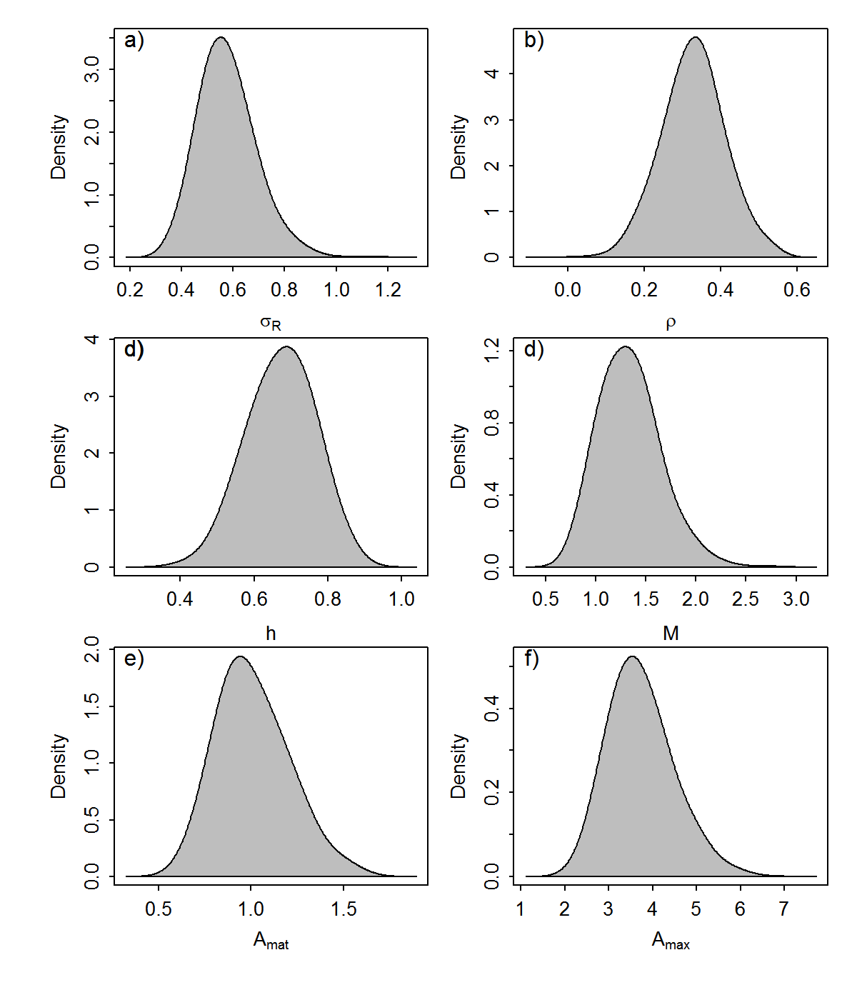 a)
Density
0.0 1.0 2.0 3.0
0.2 0.4 0.6 0.8 1.0 1.2
σR
b)
Density
0 1 2 3 4
0.0 0.2 0.4 0.6
ρ
d)
Density
0 1 2 3 4
0.4 0.6 0.8 1.0
h
d)
Density
0.0 0.4 0.8 1.2
0.5 1.0 1.5 2.0 2.5 3.0
M
e)
Density
0.0 0.5 1.0 1.5 2.0
0.5 1.0 1.5
Amat
f)
Density
0.0 0.2 0.4
1 2 3 4 5 6 7
Amax